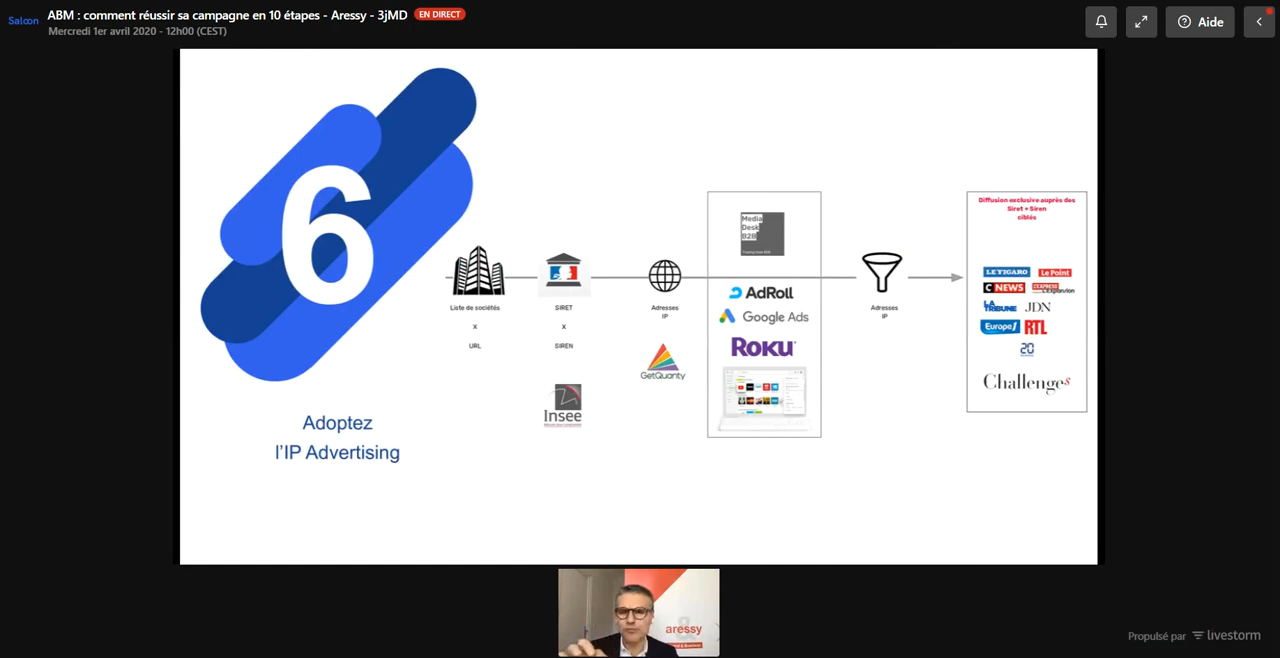 Saloon
ABM : comment réussir sa campagne en 10 étapes - Aressy - 3jMD
EN DIRECT
Mercredi 1er avril 2020 - 12h00 (CEST)
Aide
6
Adoptez
l'IP Advertising
Liste de sociétés
X
URL
SIRET
X
SIREN
Insee
Adresses
IP
GetQuanty
Media
Desk
B2B
AdRoll
Google Ads
Roku
Adresses
IP
Diffusion exclusive auprès des
Siret + Siren
ciblés
LE FIGARO
Le Point
CNEWS
L'EXPRESS
L'Expansion
LA TRIBUNE
JDN
Europe1
RTL
20
Challenges
aressy
Propulsé par livestorm